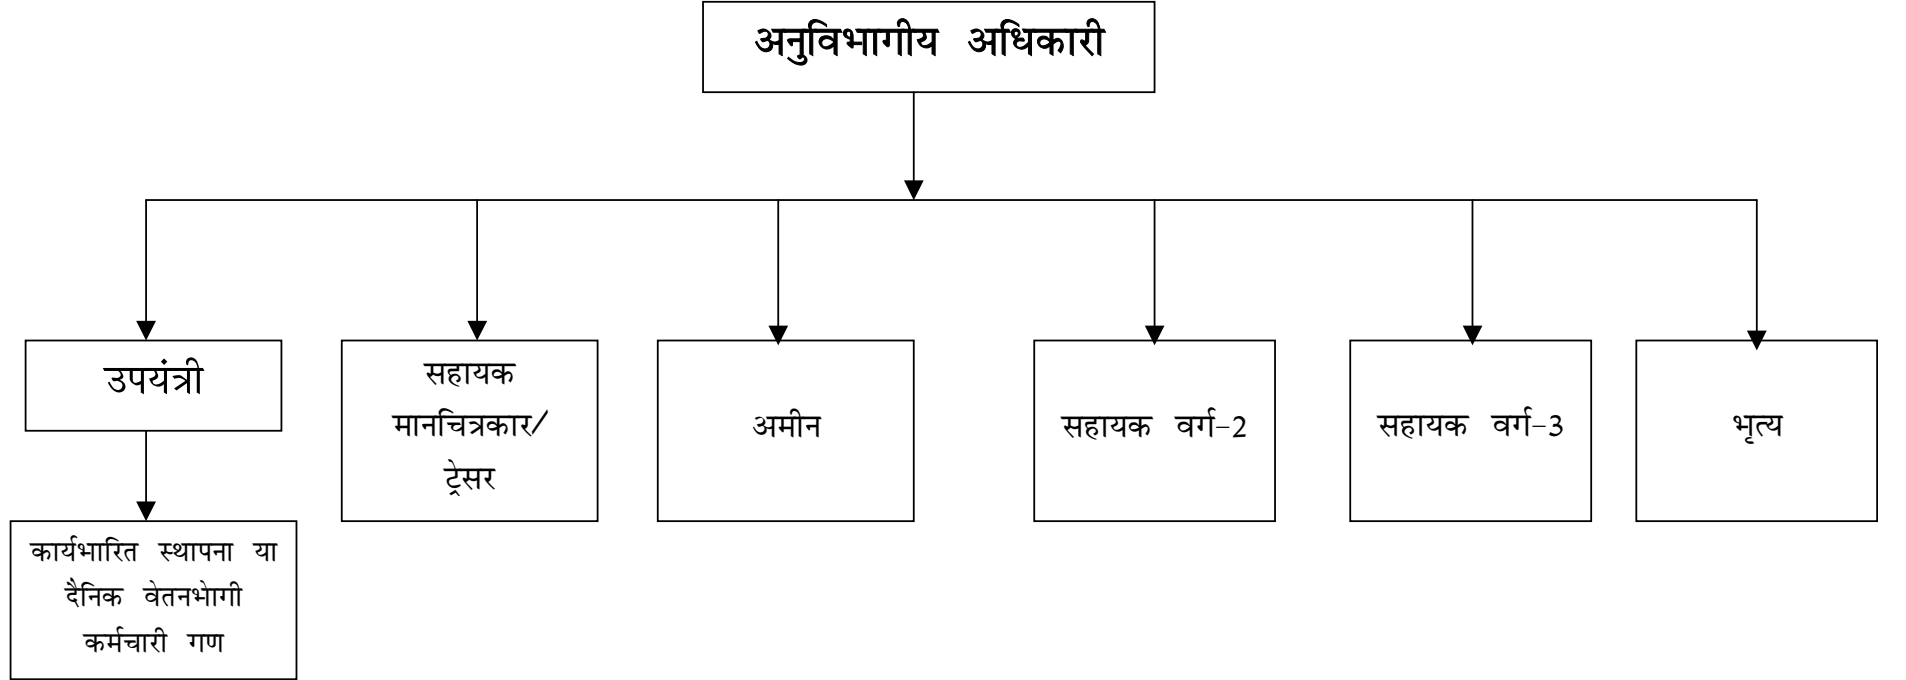 अनुविभागीय अधिकारी
उपयंत्री
सहायक
मानचित्रकार/
ट्रेसर
अमीन
सहायक वर्ग-2
सहायक वर्ग-3
भृत्य
कार्यभारित स्थापना या
दैनिक वेतनभेागी
कर्मचारी गण